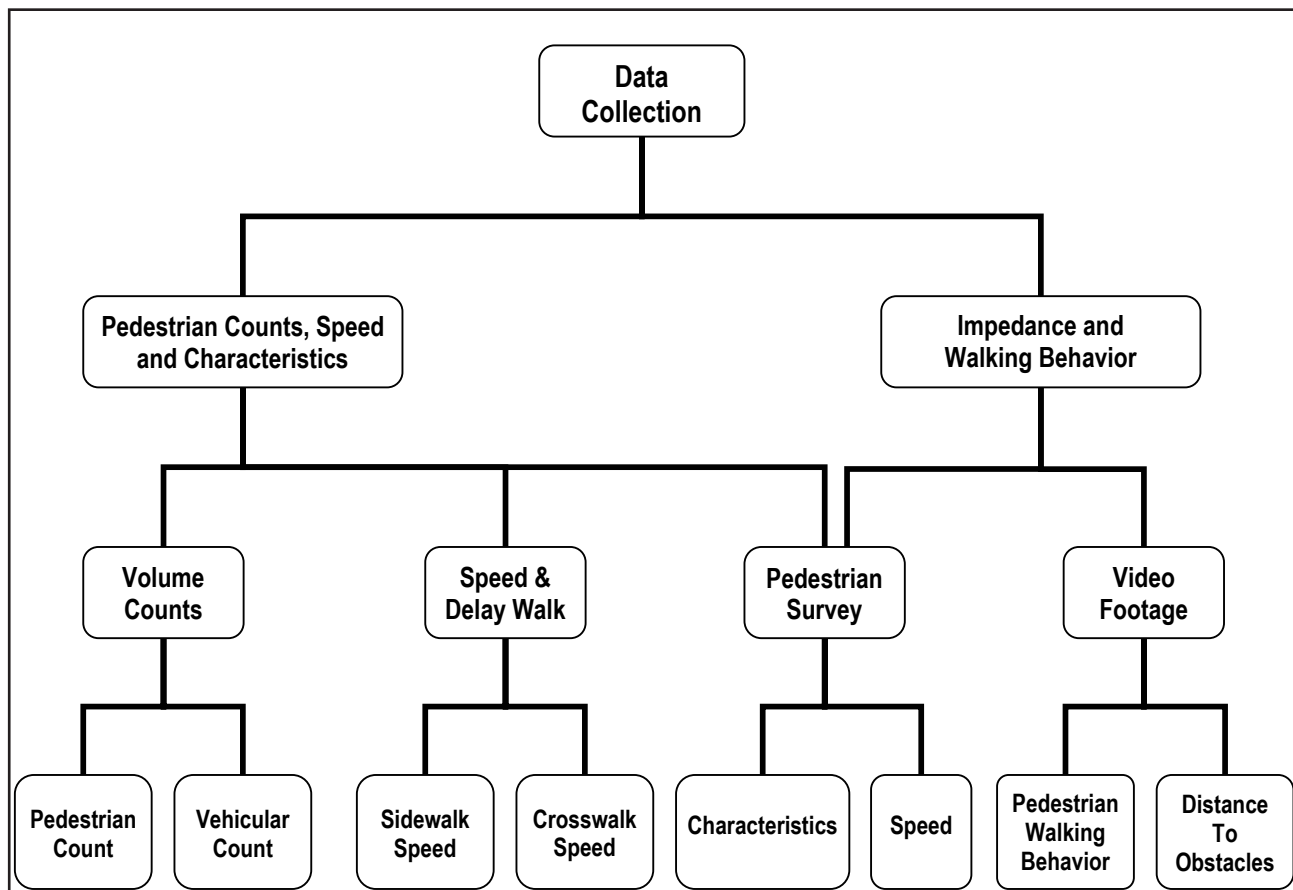 Data
Collection
Pedestrian Counts, Speed
and Characteristics
Impedance and
Walking Behavior
Volume
Counts
Speed &
Delay Walk
Pedestrian
Survey
Video
Footage
Pedestrian
Count
Vehicular
Count
Sidewalk
Speed
Crosswalk
Speed
Characteristics
Speed
Pedestrian
Walking
Behavior
Distance
To
Obstacles